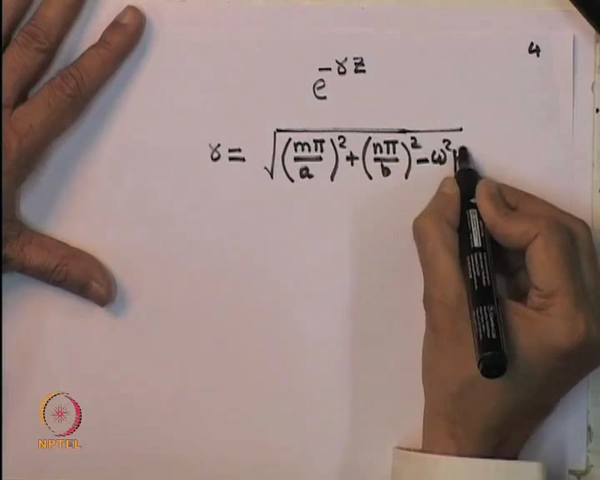 4
e^{-γz}
γ = √((mπ/a)² + (nπ/b)² - ω²
NPTEL